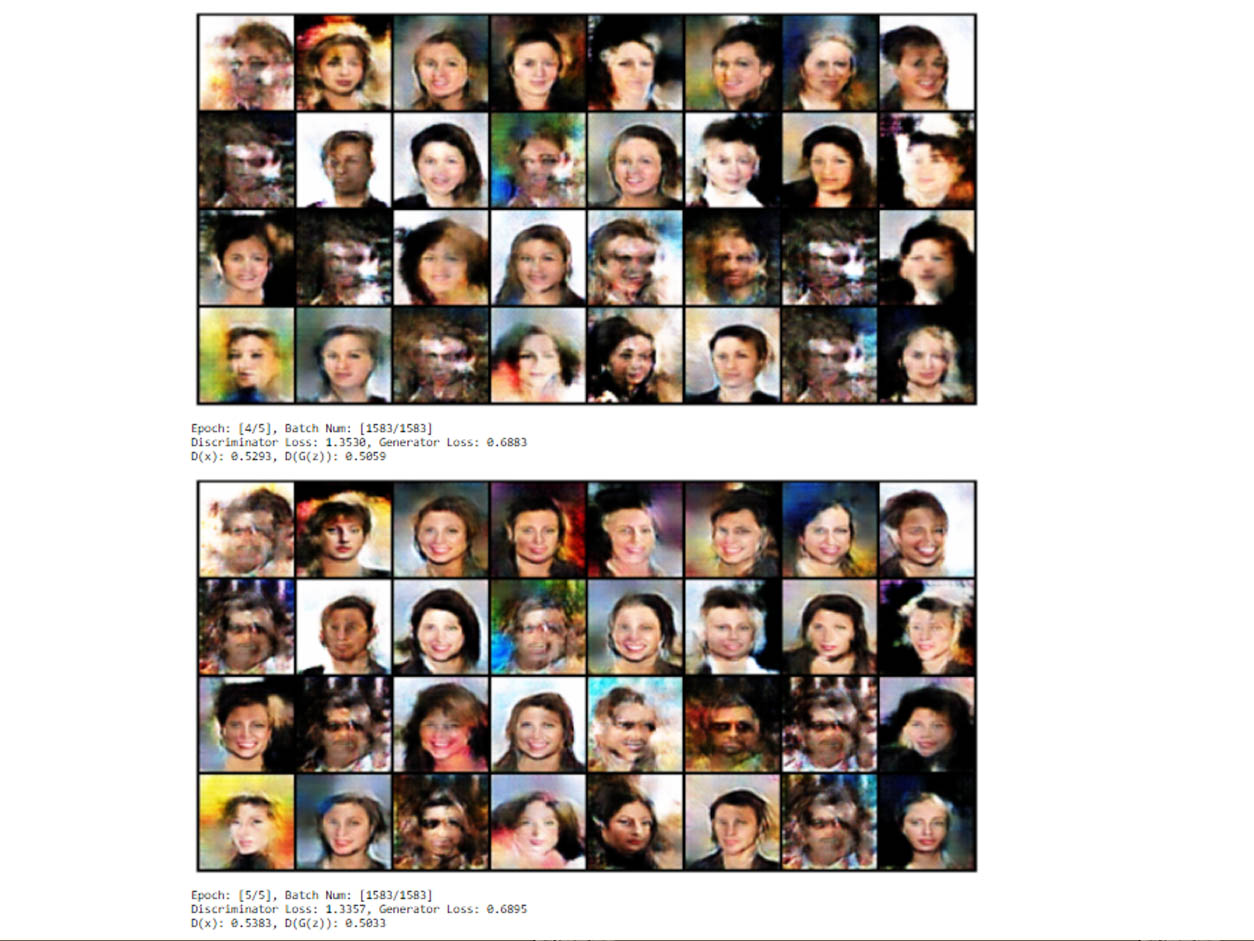 Epoch: [4/5], Batch Num: [1583/1583]
Discriminator Loss: 1.3530, Generator Loss: 0.6883
D(x): 0.5293, D(G(z)): 0.5059
Epoch: [5/5], Batch Num: [1583/1583]
Discriminator Loss: 1.3357, Generator Loss: 0.6895
D(x): 0.5383, D(G(z)): 0.5033